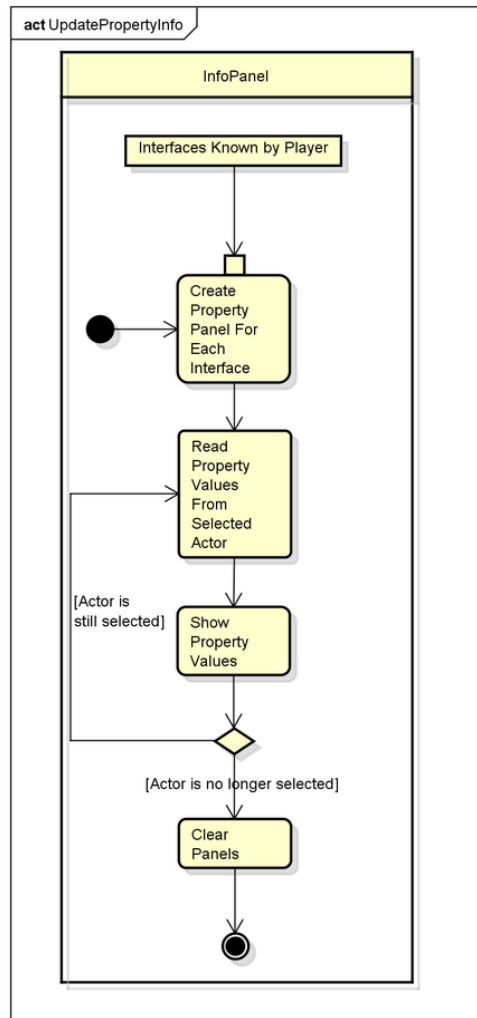 act UpdatePropertyInfo
InfoPanel
Interfaces Known by Player
Create
Property
Panel For
Each
Interface
Read
Property
Values
From
Selected
Actor
[Actor is
still selected]
Show
Property
Values
[Actor is no longer selected]
Clear
Panels